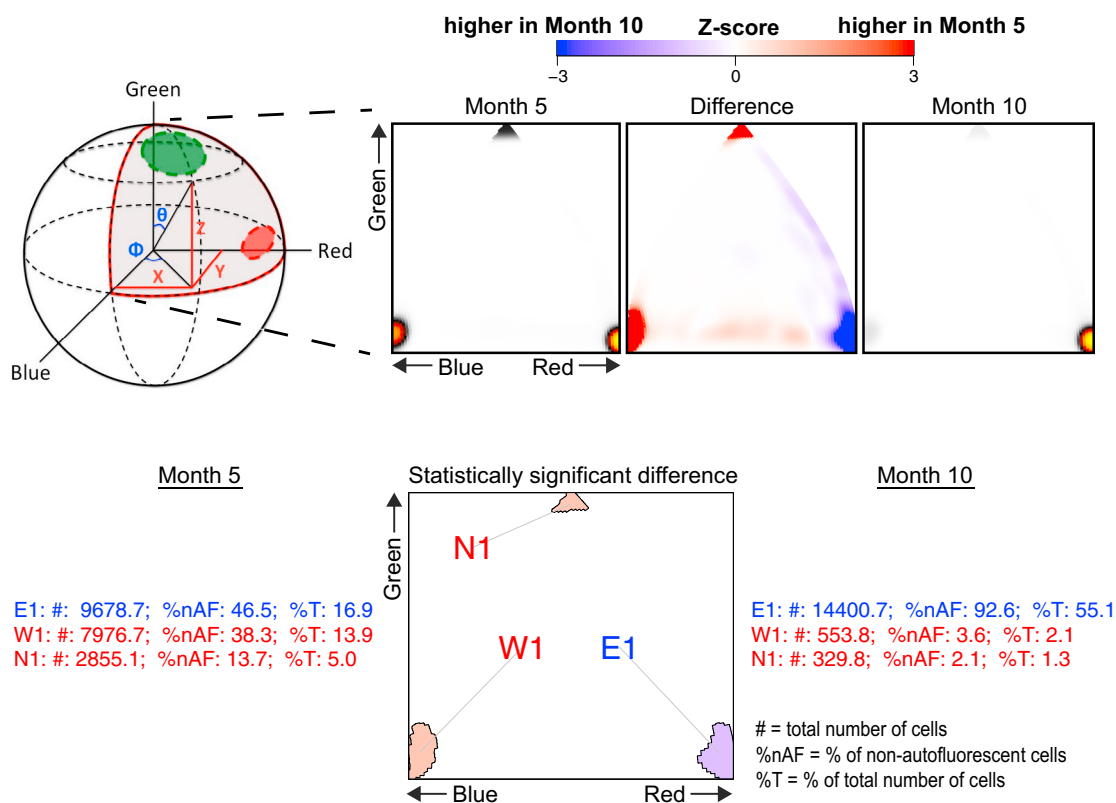 higher in Month 10 Z-score higher in Month 5
−3 0 3
Green
θ
Φ
Z
X
Y
Red
Blue
Month 5 Difference Month 10
Green
Blue Red
Month 5
Statistically significant difference
Month 10
Green
N1
W1
E1
Blue Red
E1: #: 9678.7; %nAF: 46.5; %T: 16.9
W1: #: 7976.7; %nAF: 38.3; %T: 13.9
N1: #: 2855.1; %nAF: 13.7; %T: 5.0
E1: #: 14400.7; %nAF: 92.6; %T: 55.1
W1: #: 553.8; %nAF: 3.6; %T: 2.1
N1: #: 329.8; %nAF: 2.1; %T: 1.3
# = total number of cells
%nAF = % of non-autofluorescent cells
%T = % of total number of cells